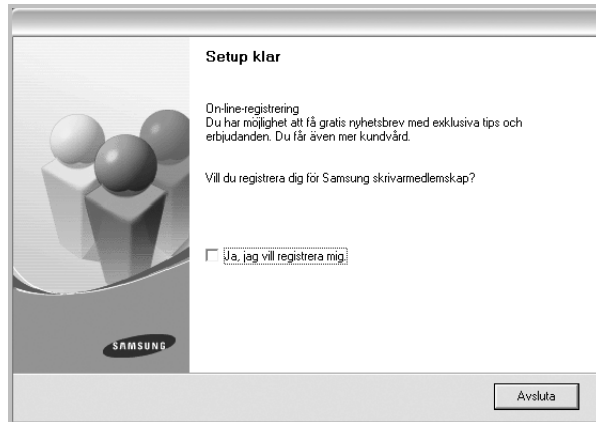 Setup klar
On-line-registrering
Du har möjlighet att få gratis nyhetsbrev med exklusiva tips och
erbjudanden. Du får även mer kundvård.
Vill du registrera dig för Samsung skrivarmedlemskap?
Ja, jag vill registrera mig.
SAMSUNG
Avsluta